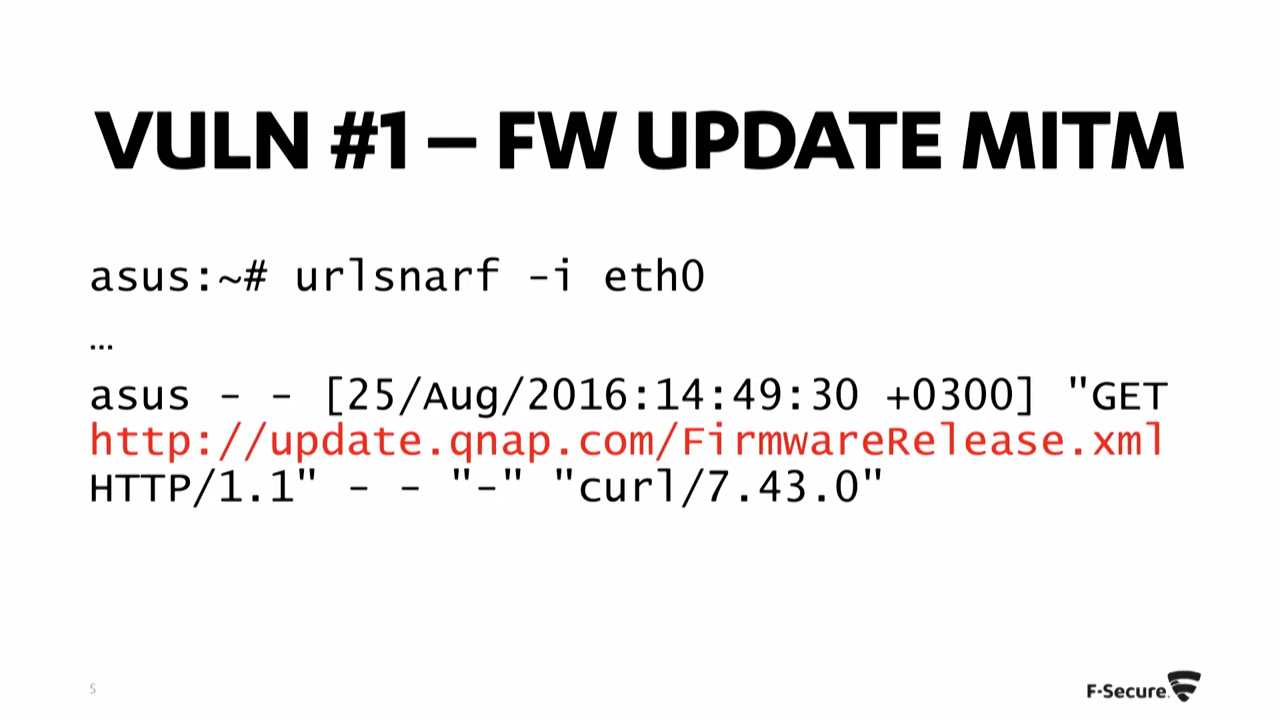 VULN #1 – FW UPDATE MITM
asus:~# urlsnarf -i eth0
…
asus - - [25/Aug/2016:14:49:30 +0300] "GET
http://update.qnap.com/FirmwareRelease.xml
HTTP/1.1" - - "-" "curl/7.43.0"
5
F-Secure.